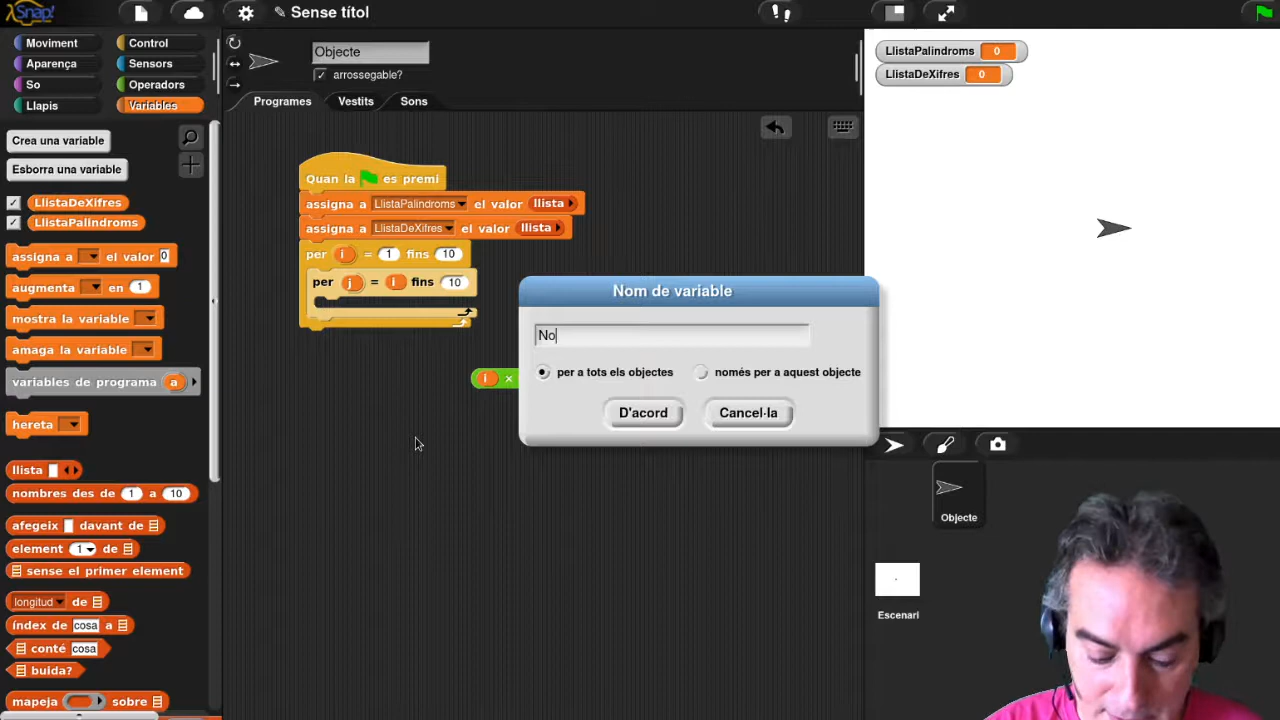 Snap!
Sense títol
Moviment
Control
Aparença
Sensors
So
Operadors
Llapis
Variables
Crea una variable
Esborra una variable
LlistaDeXifres
LlistaPalindroms
assigna a el valor 0
augmenta en 1
mostra la variable
amaga la variable
variables de programa a
hereta
llista
nombres des de 1 a 10
afegeix davant de
element 1 de
sense el primer element
longitud de
índex de cosa a
conté cosa
buida?
mapeja sobre
Objecte
arrossegable?
Programes
Vestits
Sons
Quan la es premi
assigna a LlistaPalindroms el valor llista
assigna a LlistaDeXifres el valor llista
per i = 1 fins 10
per j = i fins 10
i ×
Nom de variable
No
per a tots els objectes
només per a aquest objecte
D'acord
Cancel·la
LlistaPalindroms 0
LlistaDeXifres 0
Objecte
Escenari